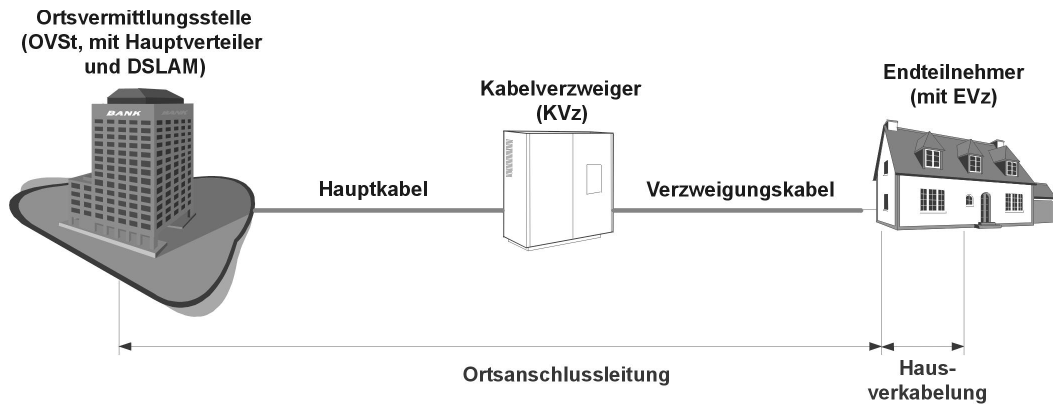 Ortsvermittlungsstelle
(OVSt, mit Hauptverteiler
und DSLAM)
BANK
Kabelverzweiger
(KVz)
Endteilnehmer
(mit EVz)
Hauptkabel
Verzweigungskabel
Ortsanschlussleitung
Haus-
verkabelung